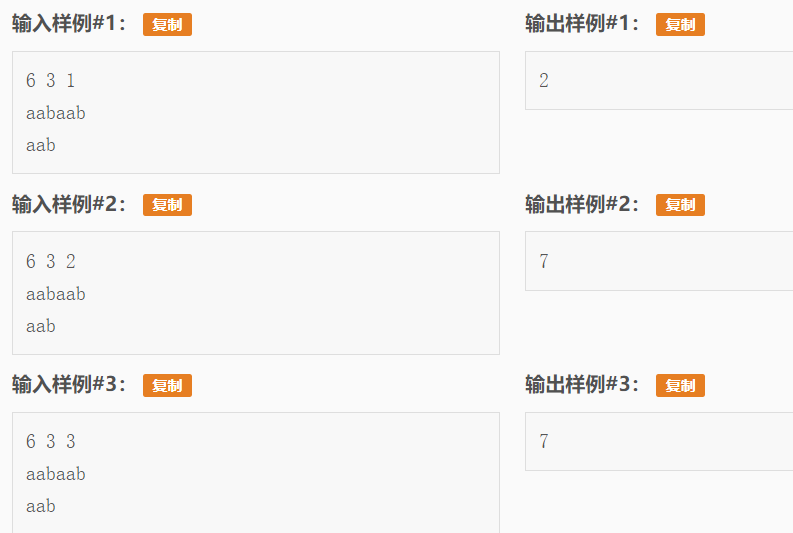 输入样例#1： 复制
6 3 1
aabaab
aab
输出样例#1： 复制
2
输入样例#2： 复制
6 3 2
aabaab
aab
输出样例#2： 复制
7
输入样例#3： 复制
6 3 3
aabaab
aab
输出样例#3： 复制
7